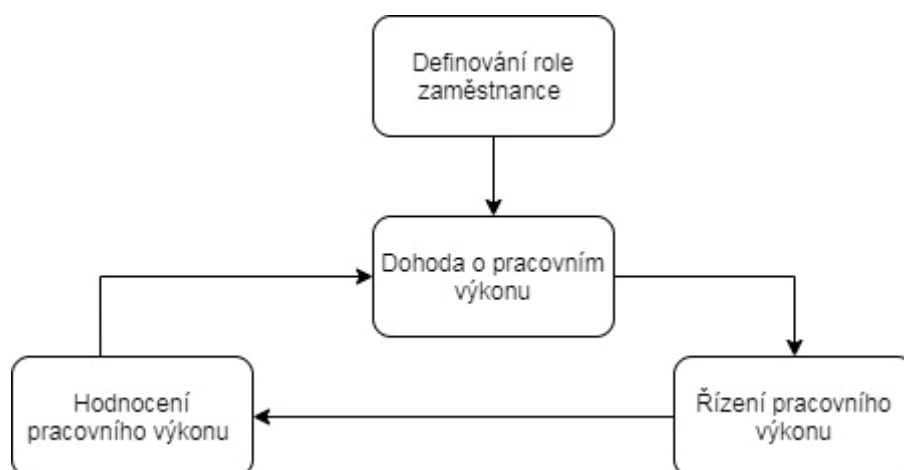 Definování role
zaměstnance
Dohoda o pracovním
výkonu
Hodnocení
pracovního výkonu
Řízení pracovního
výkonu